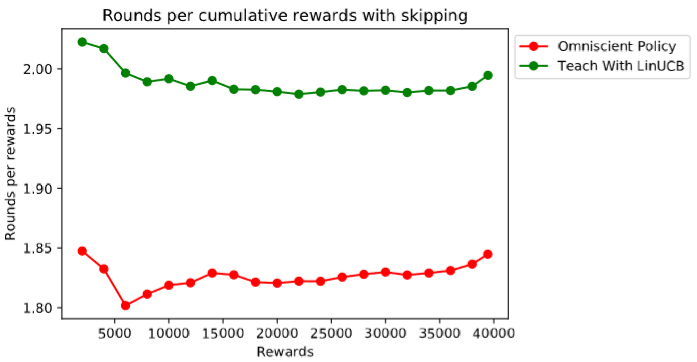 Rounds per cumulative rewards with skipping
Omniscient Policy
Teach With LinUCB
Rounds per rewards
2.00
1.95
1.90
1.85
1.80
5000 10000 15000 20000 25000 30000 35000 40000
Rewards